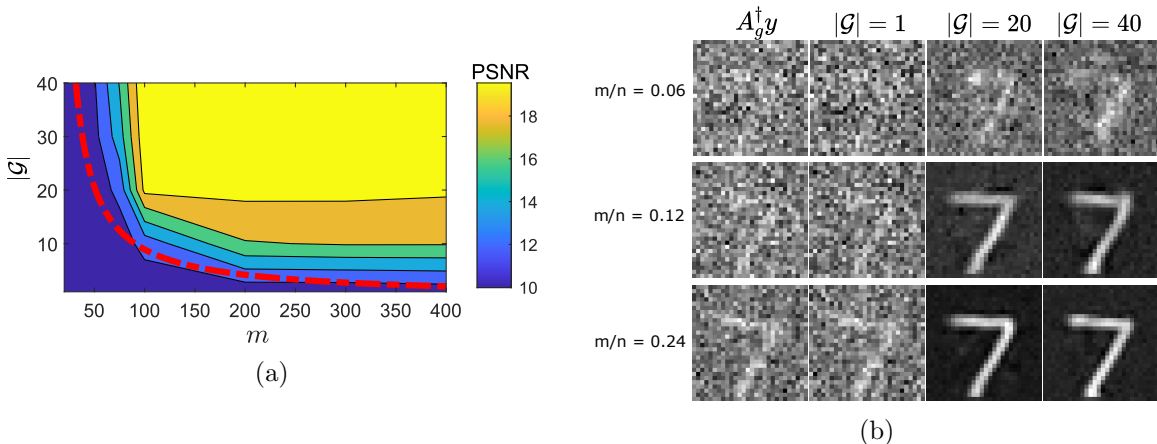 PSNR
40
30
20
10
|𝒢|
50 100 150 200 250 300 350 400
m
18
16
14
12
10
(a)
A_g^† y |𝒢| = 1 |𝒢| = 20 |𝒢| = 40
m/n = 0.06
m/n = 0.12
m/n = 0.24
(b)